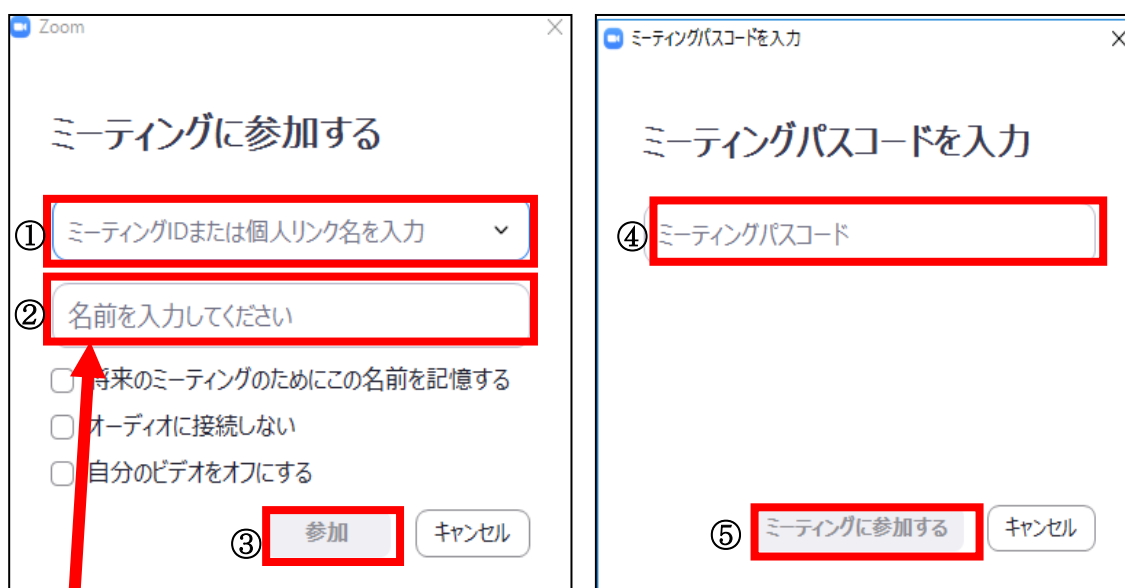 Zoom
ミーティングに参加する
① ミーティングIDまたは個人リンク名を入力
② 名前を入力してください
将来のミーティングのためにこの名前を記憶する
オーディオに接続しない
自分のビデオをオフにする
③ 参加 キャンセル
ミーティングパスコードを入力
ミーティングパスコードを入力
④ ミーティングパスコード
⑤ ミーティングに参加する キャンセル